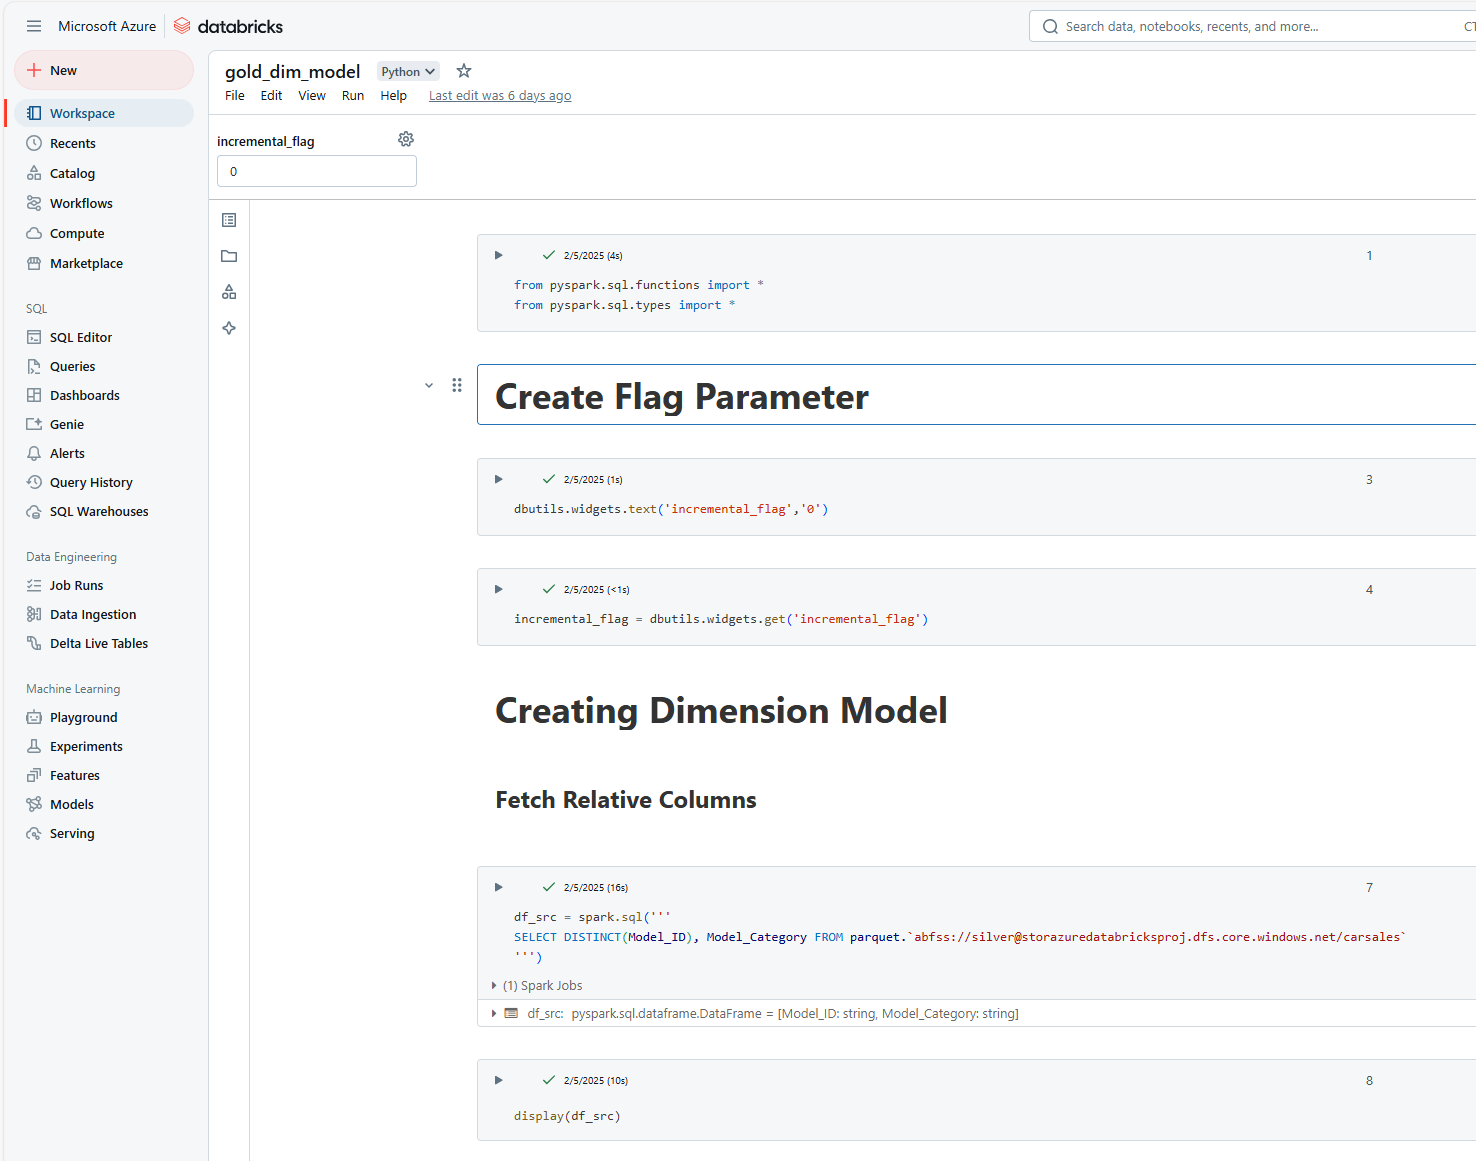 Microsoft Azure databricks
Search data, notebooks, recents, and more...
New
Workspace
Recents
Catalog
Workflows
Compute
Marketplace
SQL
SQL Editor
Queries
Dashboards
Genie
Alerts
Query History
SQL Warehouses
Data Engineering
Job Runs
Data Ingestion
Delta Live Tables
Machine Learning
Playground
Experiments
Features
Models
Serving
gold_dim_model Python
File Edit View Run Help Last edit was 6 days ago
incremental_flag
0
2/5/2025 (4s) 1
from pyspark.sql.functions import *
from pyspark.sql.types import *
Create Flag Parameter
2/5/2025 (1s) 3
dbutils.widgets.text('incremental_flag','0')
2/5/2025 (<1s) 4
incremental_flag = dbutils.widgets.get('incremental_flag')
Creating Dimension Model
Fetch Relative Columns
2/5/2025 (16s) 7
df_src = spark.sql('''
SELECT DISTINCT(Model_ID), Model_Category FROM parquet.`abfss://silver@storazuredatabricksproj.dfs.core.windows.net/carsales`
''')
(1) Spark Jobs
df_src: pyspark.sql.dataframe.DataFrame = [Model_ID: string, Model_Category: string]
2/5/2025 (10s) 8
display(df_src)